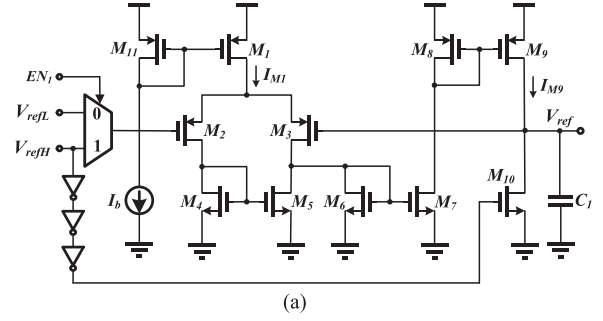 M11 M1 M8 M9
EN1 IM1 IM9
VrefL 0 Vref
M2 M3
VrefH 1
M10
Ib M4 M5 M6 M7 C1
(a)